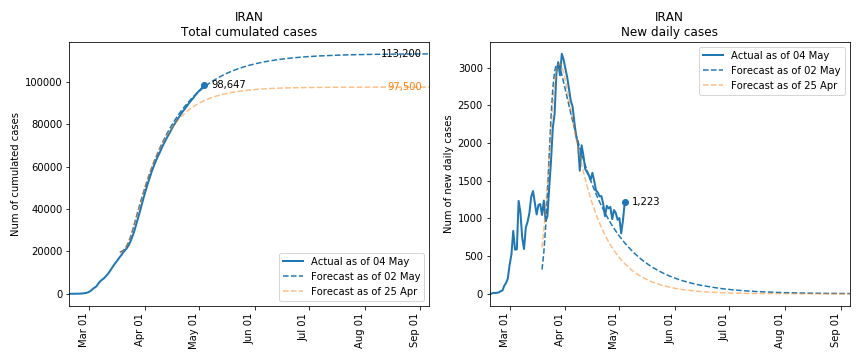 IRAN
Total cumulated cases
Num of cumulated cases
100000
80000
60000
40000
20000
0
113,200
98,647
97,500
Actual as of 04 May
Forecast as of 02 May
Forecast as of 25 Apr
Mar 01
Apr 01
May 01
Jun 01
Jul 01
Aug 01
Sep 01
IRAN
New daily cases
Num of new daily cases
3000
2500
2000
1500
1000
500
0
Actual as of 04 May
Forecast as of 02 May
Forecast as of 25 Apr
1,223
Mar 01
Apr 01
May 01
Jun 01
Jul 01
Aug 01
Sep 01